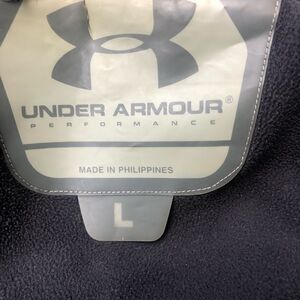 UNDER ARMOUR®
PERFORMANCE
MADE IN PHILIPPINES
L